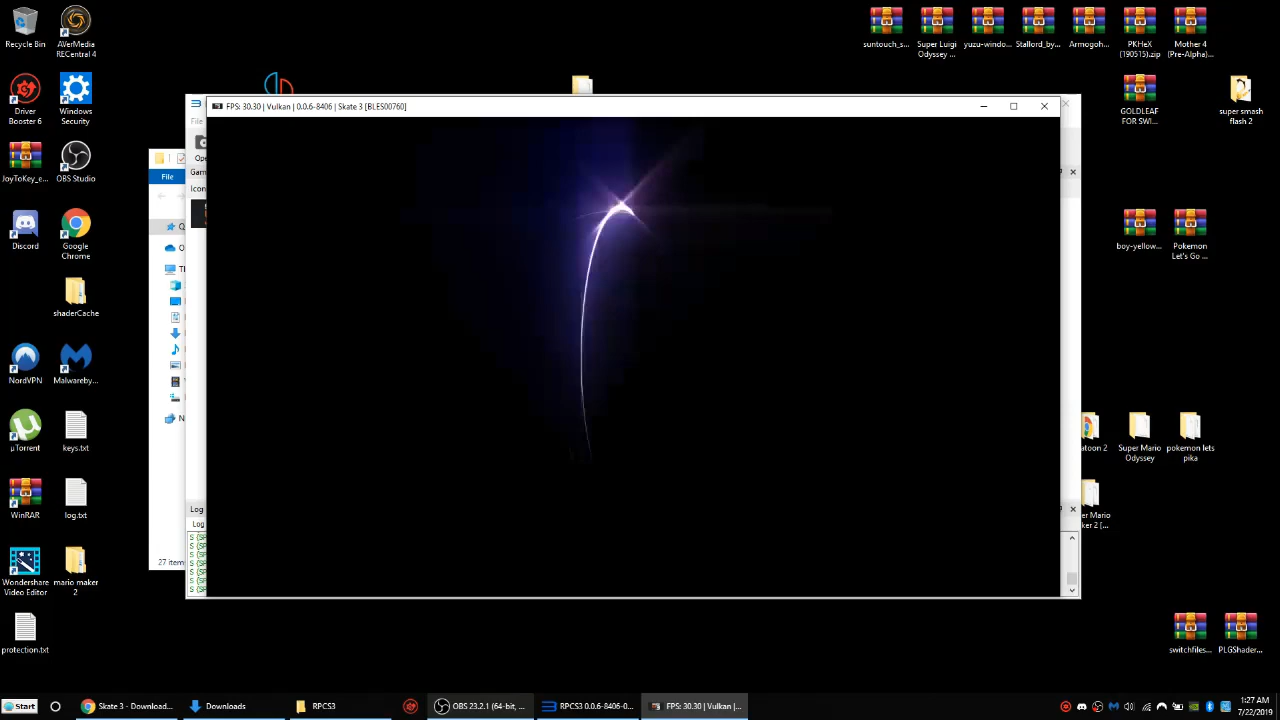 Recycle Bin
AVerMedia
RECentral 4
Driver
Booster 6
Windows
Security
JoyToKey_e...
OBS Studio
Discord
Google
Chrome
shaderCache
NordVPN
Malwareby...
µTorrent
keys.txt
WinRAR
log.txt
Wondershare
Video Editor
mario maker
2
protection.txt
suntouch_s...
Super Luigi
Odyssey ...
yuzu-windo...
Stallord_by...
Armogoh...
PKHeX
(190515).zip
Mother 4
(Pre-Alpha)...
GOLDLEAF
FOR SWI...
super smash
flash 2
boy-yellow...
Pokemon
Let's Go ...
Super Mario
Odyssey
pokemon lets
pika
switchfiles...
PLGShader...
FPS: 30.30 | Vulkan | 0.0.6-8406 | Skate 3 [BLES00760]
File
Icon
Log
Log
27 item
Start
Skate 3 - Download...
Downloads
RPCS3
OBS 23.2.1 (64-bit, ...
RPCS3 0.0.6-8406-0...
FPS: 30.30 | Vulkan |...
1:27 AM
7/22/2019